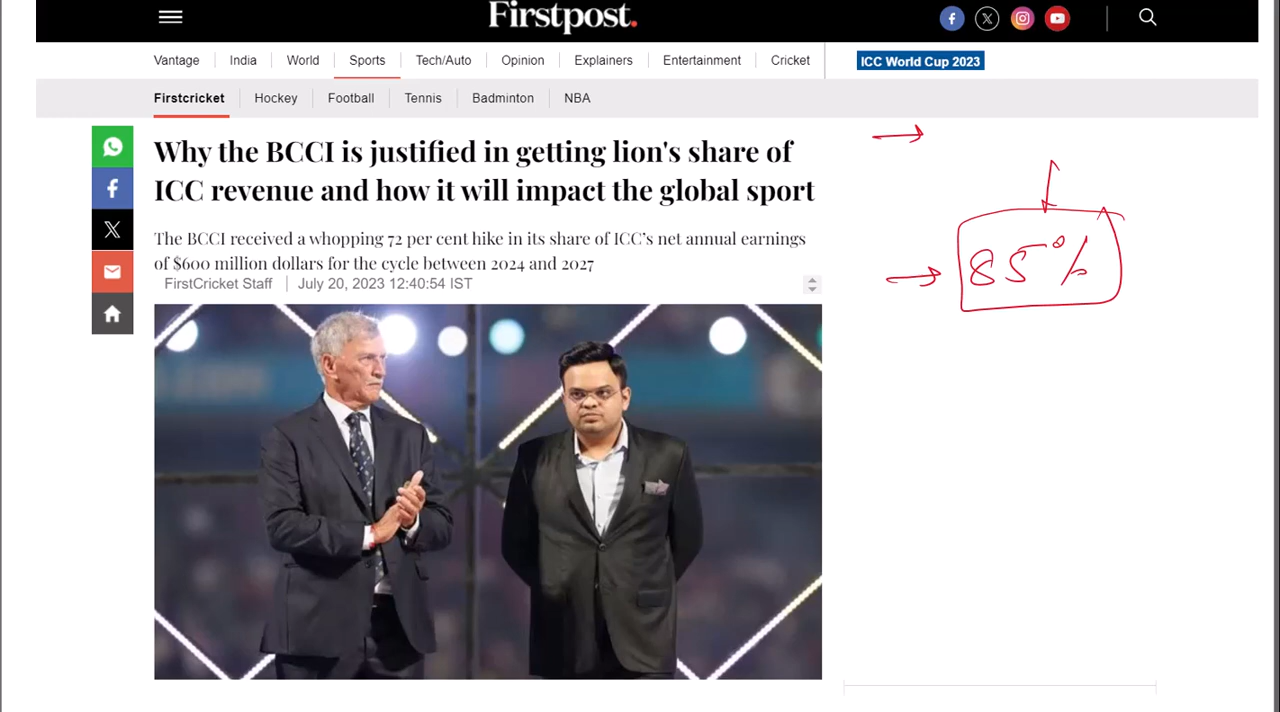 Firstpost.
Vantage India World Sports Tech/Auto Opinion Explainers Entertainment Cricket ICC World Cup 2023
Firstcricket Hockey Football Tennis Badminton NBA
Why the BCCI is justified in getting lion's share of
ICC revenue and how it will impact the global sport
The BCCI received a whopping 72 per cent hike in its share of ICC's net annual earnings
of $600 million dollars for the cycle between 2024 and 2027
FirstCricket Staff July 20, 2023 12:40:54 IST
85%